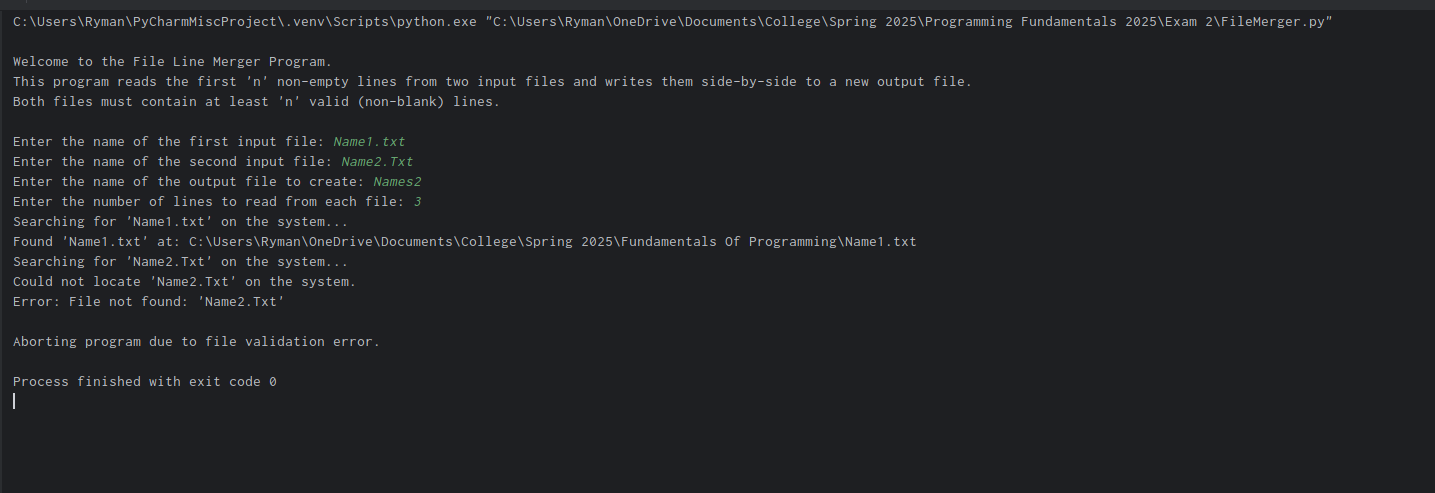 C:\Users\Ryman\PyCharmMiscProject\.venv\Scripts\python.exe "C:\Users\Ryman\OneDrive\Documents\College\Spring 2025\Programming Fundamentals 2025\Exam 2\FileMerger.py"
Welcome to the File Line Merger Program.
This program reads the first 'n' non-empty lines from two input files and writes them side-by-side to a new output file.
Both files must contain at least 'n' valid (non-blank) lines.
Enter the name of the first input file: Name1.txt
Enter the name of the second input file: Name2.Txt
Enter the name of the output file to create: Names2
Enter the number of lines to read from each file: 3
Searching for 'Name1.txt' on the system...
Found 'Name1.txt' at: C:\Users\Ryman\OneDrive\Documents\College\Spring 2025\Fundamentals Of Programming\Name1.txt
Searching for 'Name2.Txt' on the system...
Could not locate 'Name2.Txt' on the system.
Error: File not found: 'Name2.Txt'
Aborting program due to file validation error.
Process finished with exit code 0